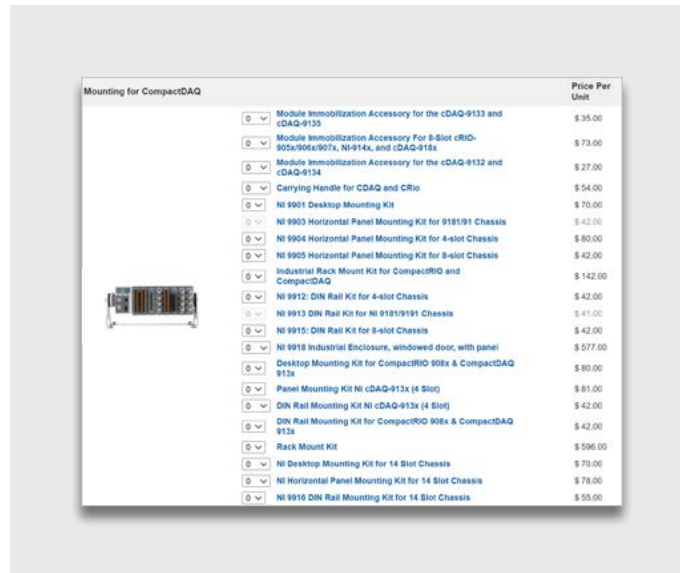 Mounting for CompactDAQ
Price Per
Unit
0 Module Immobilization Accessory for the cDAQ-9133 and $ 35.00
cDAQ-9135
0 Module Immobilization Accessory For 8-Slot cRIO- $ 73.00
905x/906x/907x, NI-914x, and cDAQ-918x
0 Module Immobilization Accessory for the cDAQ-9132 and $ 27.00
cDAQ-9134
0 Carrying Handle for CDAQ and CRio $ 54.00
0 NI 9901 Desktop Mounting Kit $ 70.00
0 NI 9903 Horizontal Panel Mounting Kit for 9181/91 Chassis $ 42.00
0 NI 9904 Horizontal Panel Mounting Kit for 4-slot Chassis $ 80.00
0 NI 9905 Horizontal Panel Mounting Kit for 8-slot Chassis $ 42.00
0 Industrial Rack Mount Kit for CompactRIO and $ 142.00
CompactDAQ
0 NI 9912: DIN Rail Kit for 4-slot Chassis $ 42.00
0 NI 9913 DIN Rail Kit for NI 9181/9191 Chassis $ 41.00
0 NI 9915: DIN Rail Kit for 8-slot Chassis $ 42.00
0 NI 9918 Industrial Enclosure, windowed door, with panel $ 577.00
0 Desktop Mounting Kit for CompactRIO 908x & CompactDAQ $ 80.00
913x
0 Panel Mounting Kit NI cDAQ-913x (4 Slot) $ 81.00
0 DIN Rail Mounting Kit NI cDAQ-913x (4 Slot) $ 42.00
0 DIN Rail Mounting Kit for CompactRIO 908x & CompactDAQ $ 42.00
913x
0 Rack Mount Kit $ 596.00
0 NI Desktop Mounting Kit for 14 Slot Chassis $ 70.00
0 NI Horizontal Panel Mounting Kit for 14 Slot Chassis $ 78.00
0 NI 9916 DIN Rail Mounting Kit for 14 Slot Chassis $ 55.00